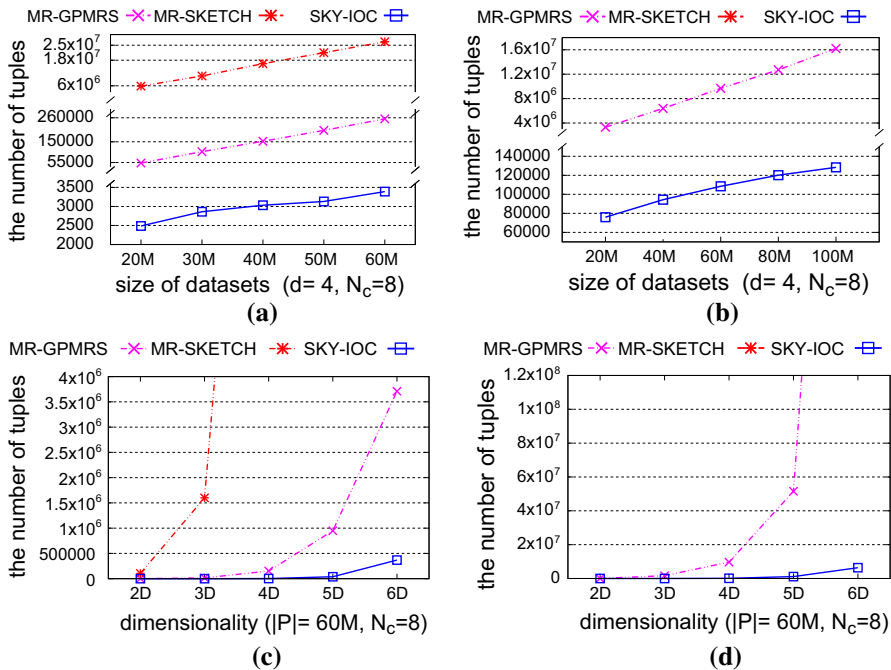 MR-GPMRS MR-SKETCH SKY-IOC
the number of tuples
2.5x10^7
1.8x10^7
6x10^6
260000
150000
55000
3500
3000
2500
2000
20M 30M 40M 50M 60M
size of datasets (d= 4, N_c=8)
(a)
MR-GPMRS MR-SKETCH SKY-IOC
the number of tuples
1.6x10^7
1.2x10^7
8x10^6
4x10^6
140000
120000
100000
80000
60000
20M 40M 60M 80M 100M
size of datasets (d= 4, N_c=8)
(b)
MR-GPMRS MR-SKETCH SKY-IOC
the number of tuples
4x10^6
3.5x10^6
3x10^6
2.5x10^6
2x10^6
1.5x10^6
1x10^6
500000
0
2D 3D 4D 5D 6D
dimensionality (|P|= 60M, N_c=8)
(c)
MR-GPMRS MR-SKETCH SKY-IOC
the number of tuples
1.2x10^8
1x10^8
8x10^7
6x10^7
4x10^7
2x10^7
0
2D 3D 4D 5D 6D
dimensionality (|P|= 60M, N_c=8)
(d)